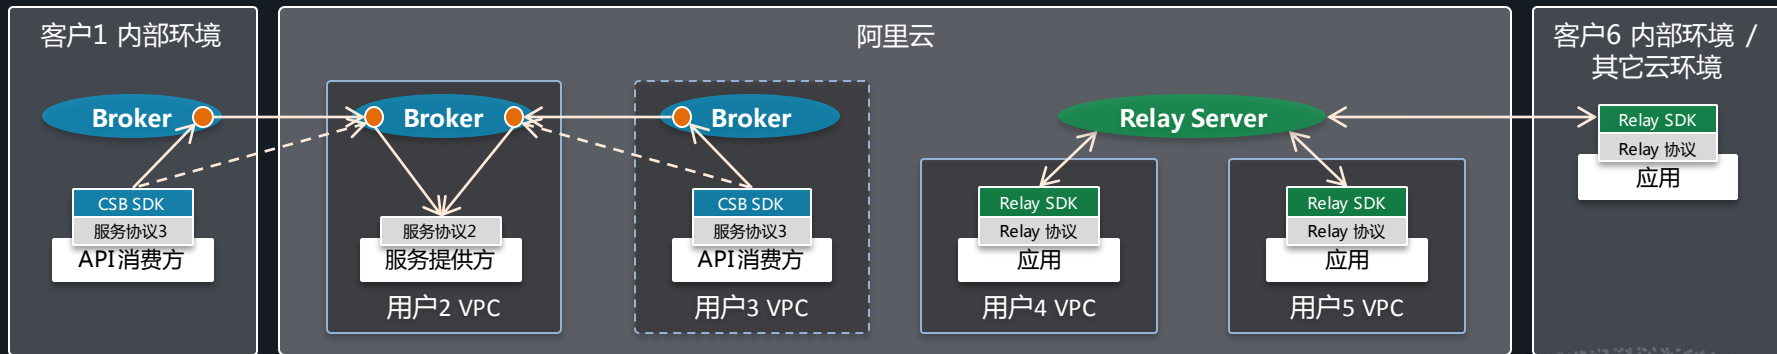 客户1 内部环境
Broker
CSB SDK
服务协议3
API消费方
阿里云
Broker
服务协议2
服务提供方
用户2 VPC
Broker
CSB SDK
服务协议3
API消费方
用户3 VPC
Relay Server
Relay SDK
Relay 协议
应用
用户4 VPC
Relay SDK
Relay 协议
应用
用户5 VPC
客户6 内部环境 /
其它云环境
Relay SDK
Relay 协议
应用